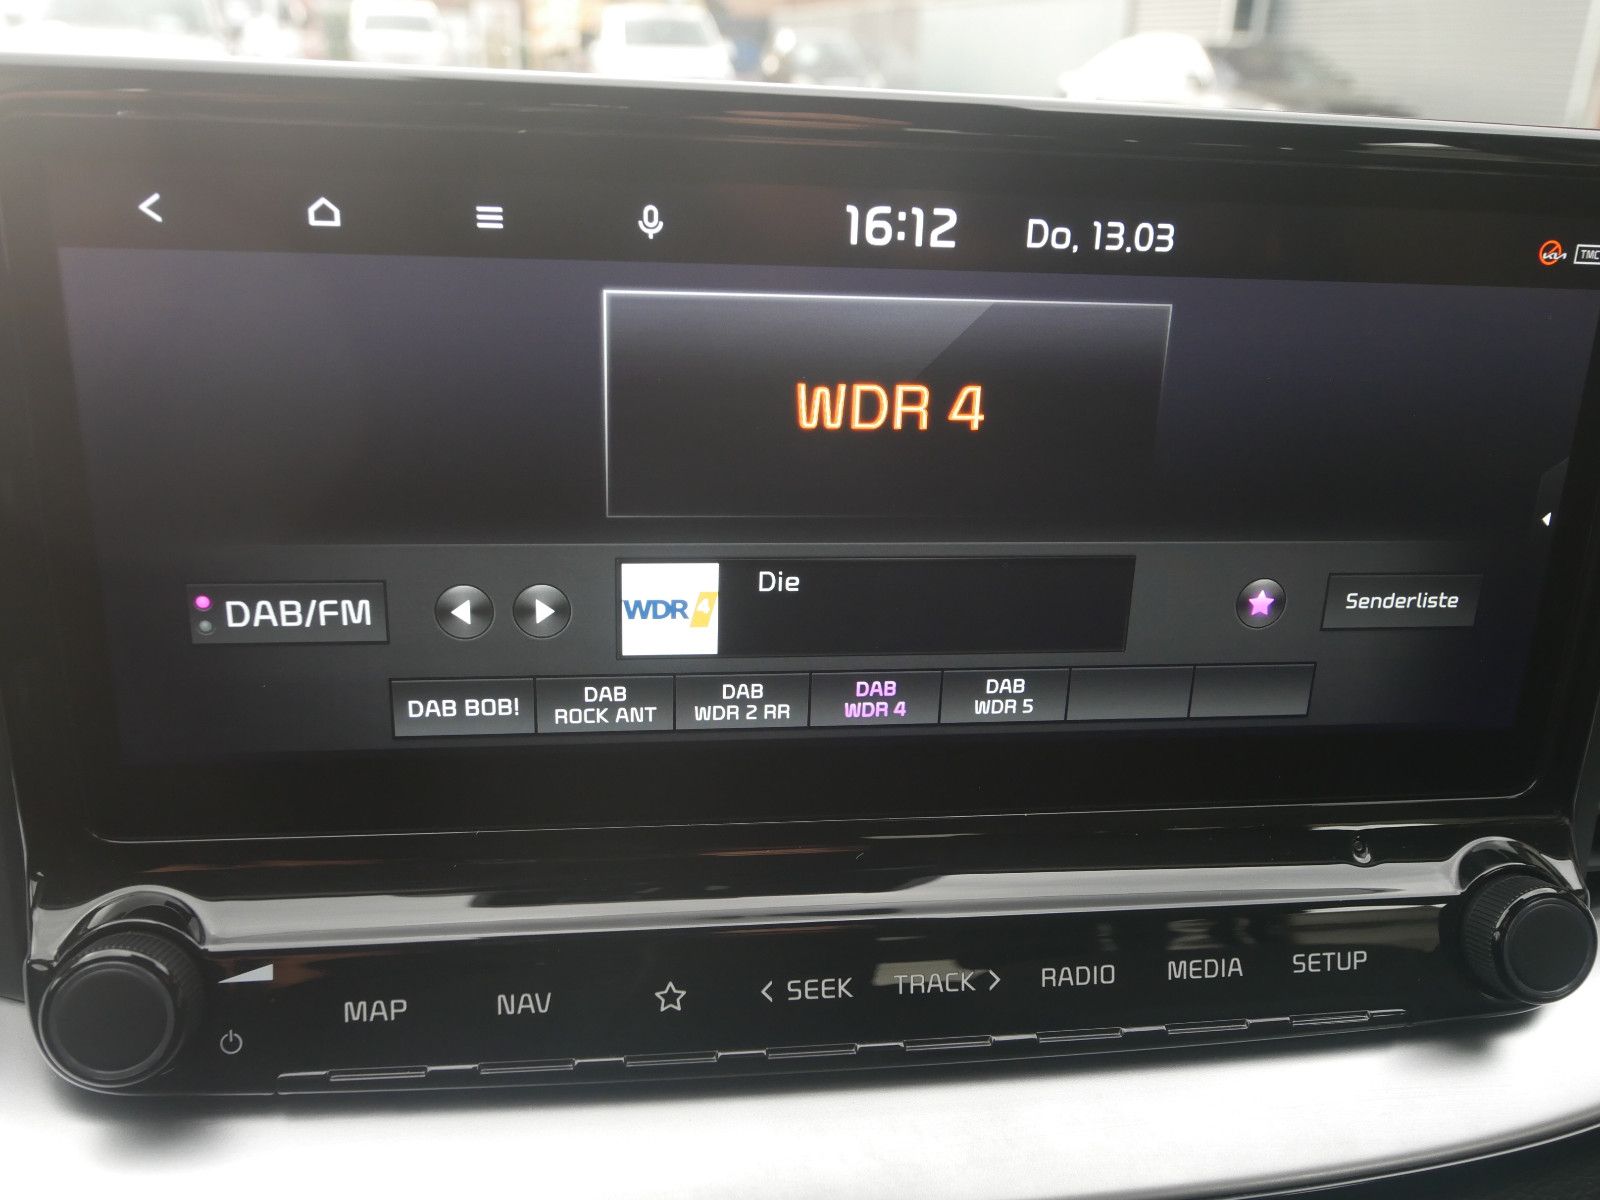 16:12 Do, 13.03
TMC
WDR 4
DAB/FM
WDR 4
Die
Senderliste
DAB BOB!
DAB
ROCK ANT
DAB
WDR 2 RR
DAB
WDR 4
DAB
WDR 5
MAP NAV < SEEK TRACK > RADIO MEDIA SETUP